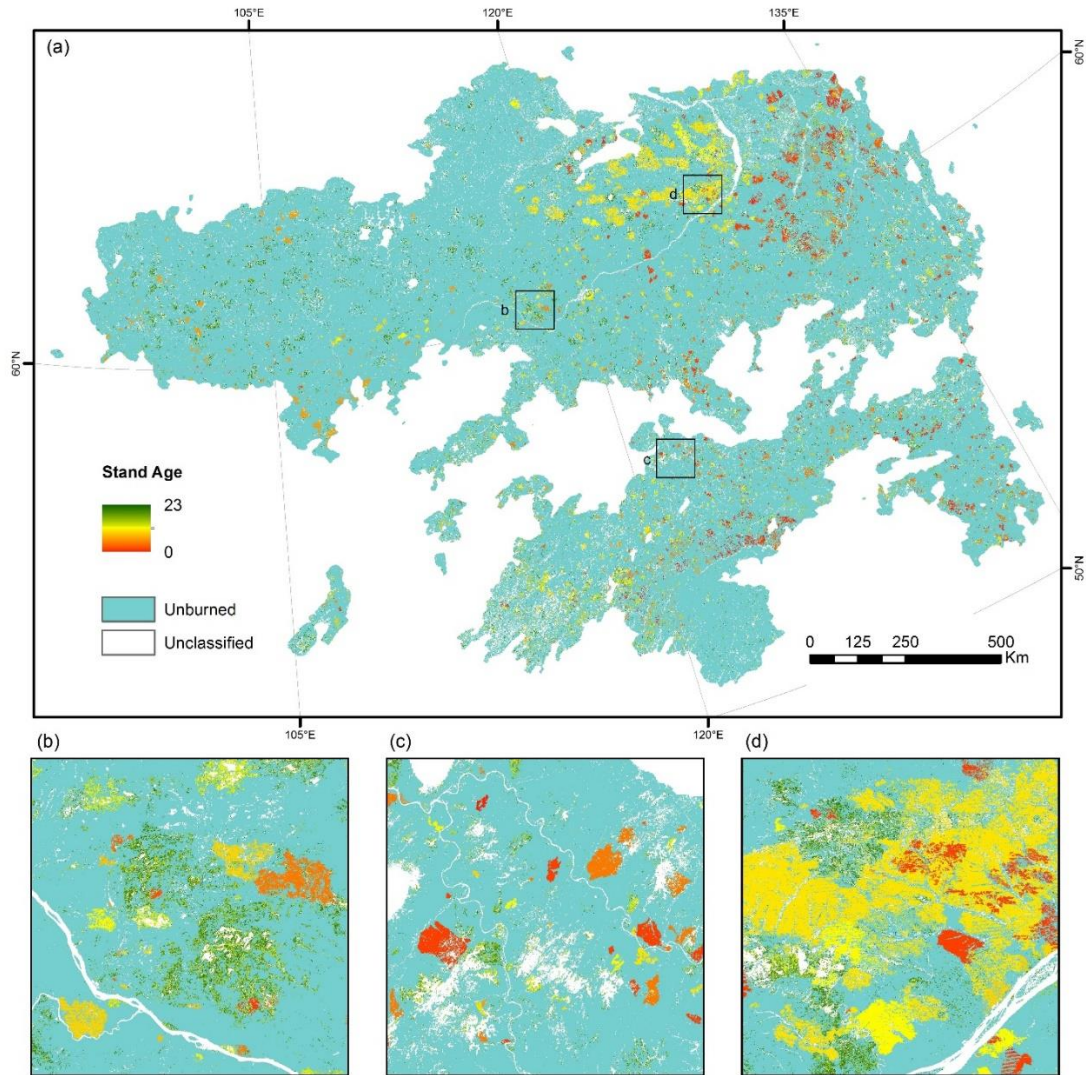 105°E
120°E
135°E
(a)
60°N
d
b
60°N
c
Stand Age
23
0
Unburned
Unclassified
50°N
0 125 250 500
Km
105°E
120°E
(b)
(c)
(d)